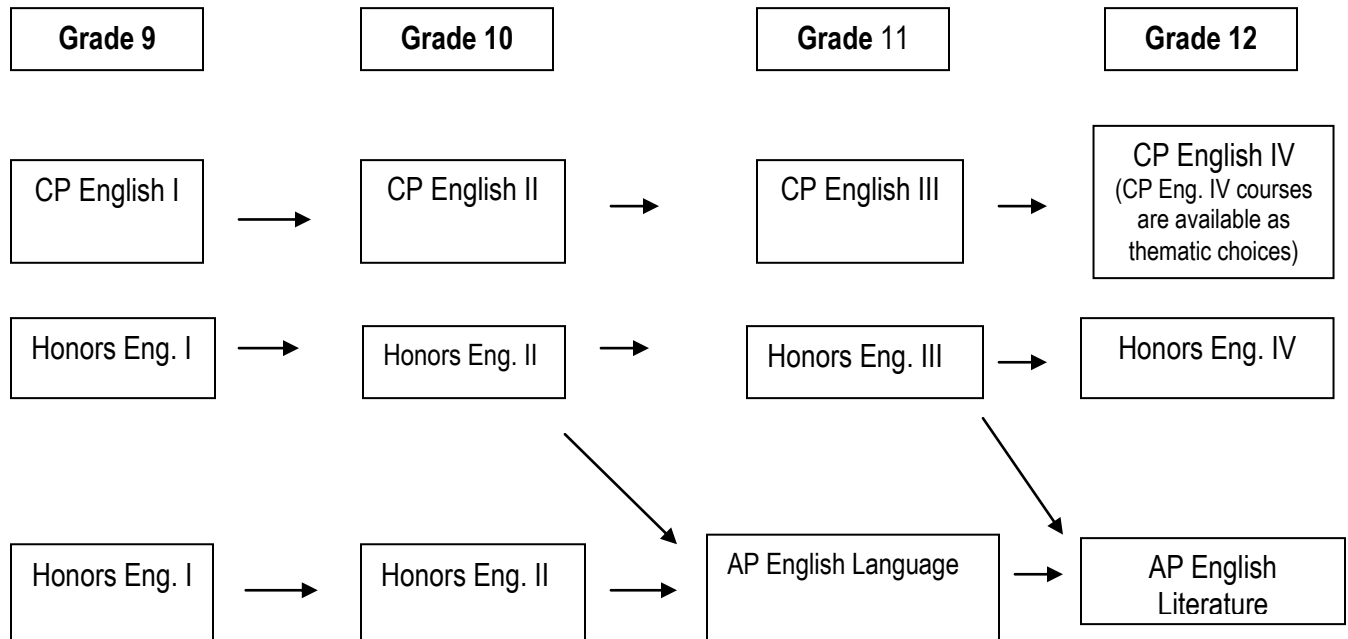 Grade 9
Grade 10
Grade 11
Grade 12
CP English I
CP English II
CP English III
CP English IV
(CP Eng. IV courses
are available as
thematic choices)
Honors Eng. I
Honors Eng. II
Honors Eng. III
Honors Eng. IV
Honors Eng. I
Honors Eng. II
AP English Language
AP English
Literature